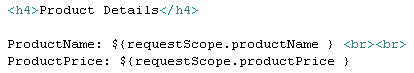 <h4>Product Details</h4>
ProductName: ${requestScope.productName } <br><br>
ProductPrice: ${requestScope.productPrice }